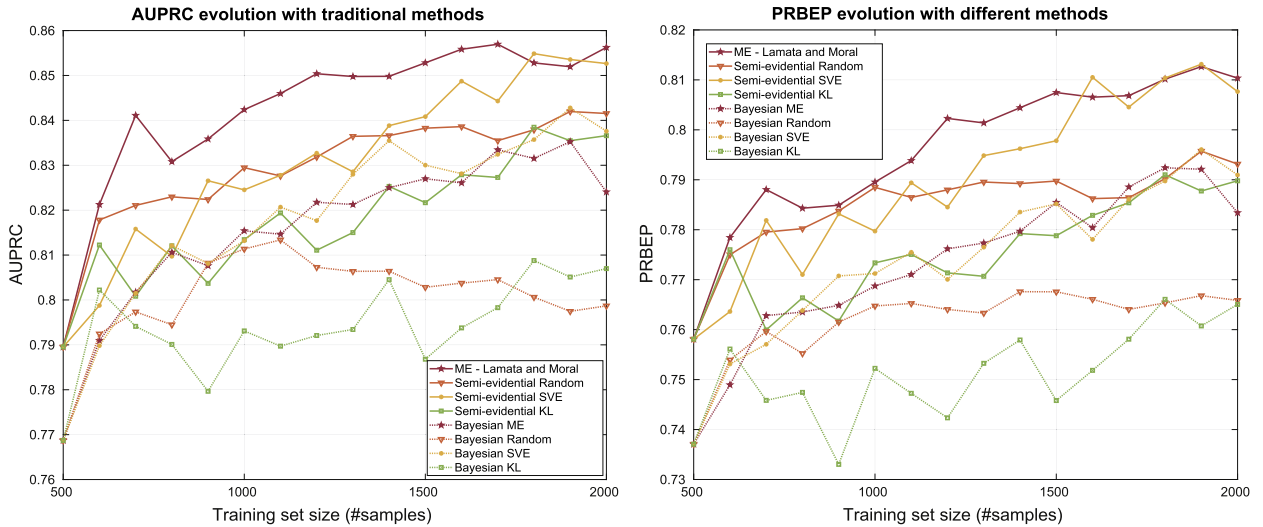 AUPRC evolution with traditional methods
0.86
0.85
0.84
0.83
0.82
0.81
0.8
0.79
0.78
0.77
0.76
AUPRC
500
1000
1500
2000
Training set size (#samples)
ME - Lamata and Moral
Semi-evidential Random
Semi-evidential SVE
Semi-evidential KL
Bayesian ME
Bayesian Random
Bayesian SVE
Bayesian KL
PRBEP evolution with different methods
0.82
0.81
0.8
0.79
0.78
0.77
0.76
0.75
0.74
0.73
PRBEP
500
1000
1500
2000
Training set size (#samples)
ME - Lamata and Moral
Semi-evidential Random
Semi-evidential SVE
Semi-evidential KL
Bayesian ME
Bayesian Random
Bayesian SVE
Bayesian KL